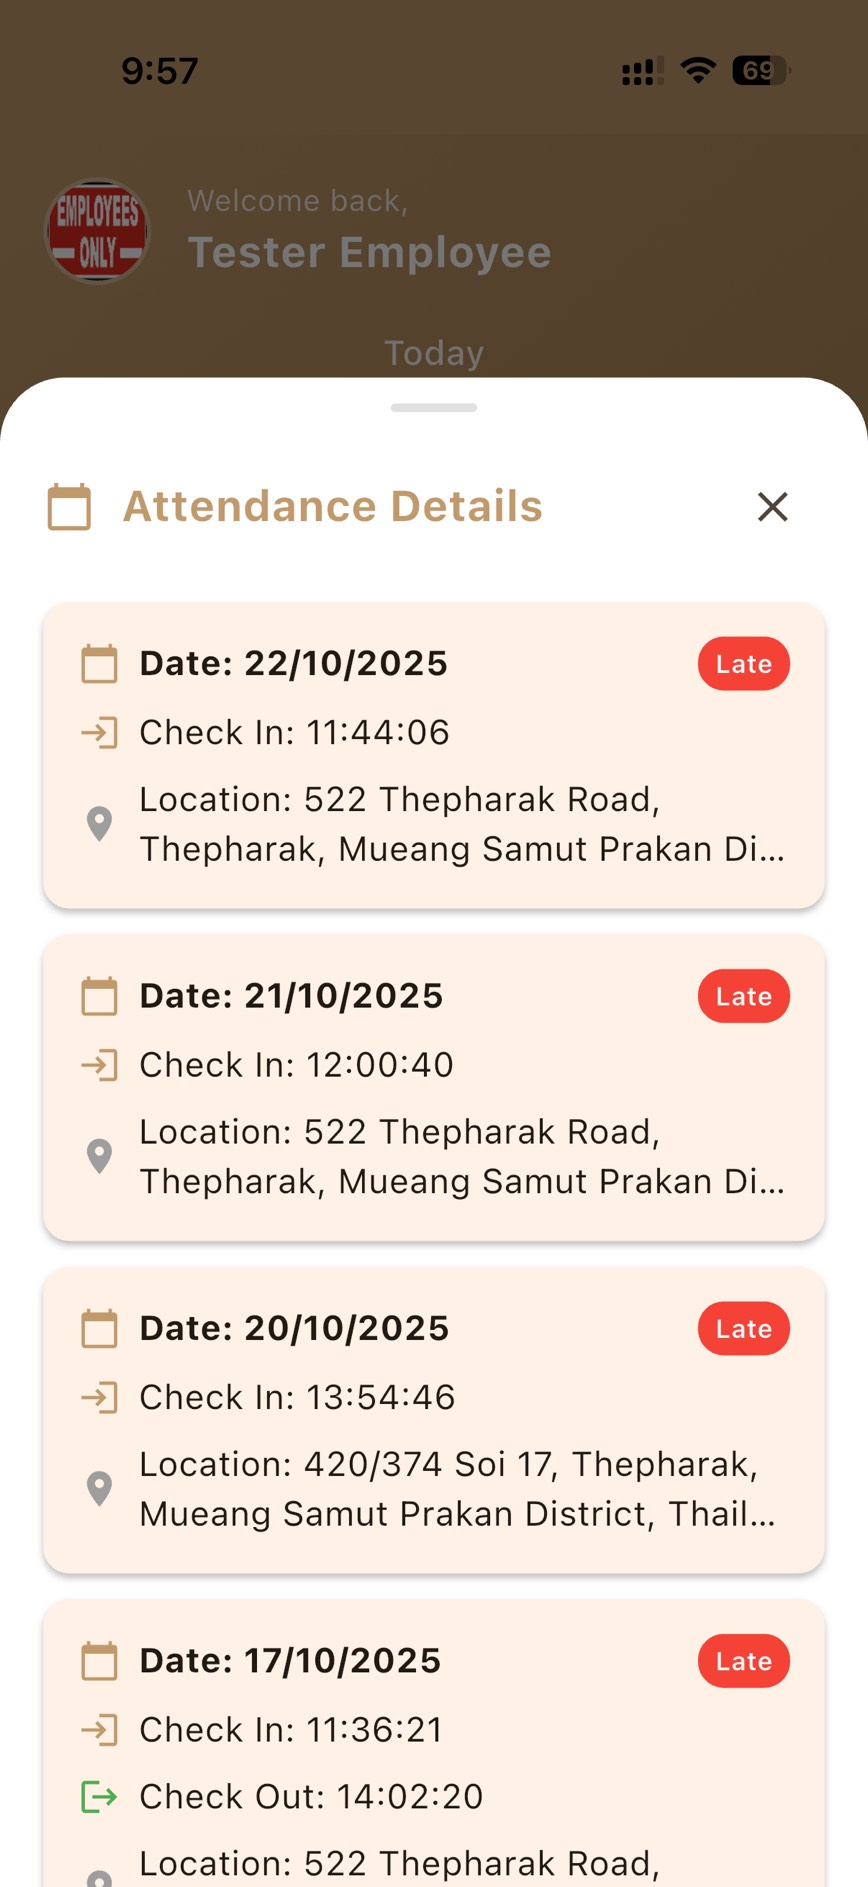 9:57
69
EMPLOYEES
ONLY
Welcome back,
Tester Employee
Today
Attendance Details
Date: 22/10/2025
Late
Check In: 11:44:06
Location: 522 Thepharak Road,
Thepharak, Mueang Samut Prakan Di...
Date: 21/10/2025
Late
Check In: 12:00:40
Location: 522 Thepharak Road,
Thepharak, Mueang Samut Prakan Di...
Date: 20/10/2025
Late
Check In: 13:54:46
Location: 420/374 Soi 17, Thepharak,
Mueang Samut Prakan District, Thail...
Date: 17/10/2025
Late
Check In: 11:36:21
Check Out: 14:02:20
Location: 522 Thepharak Road,